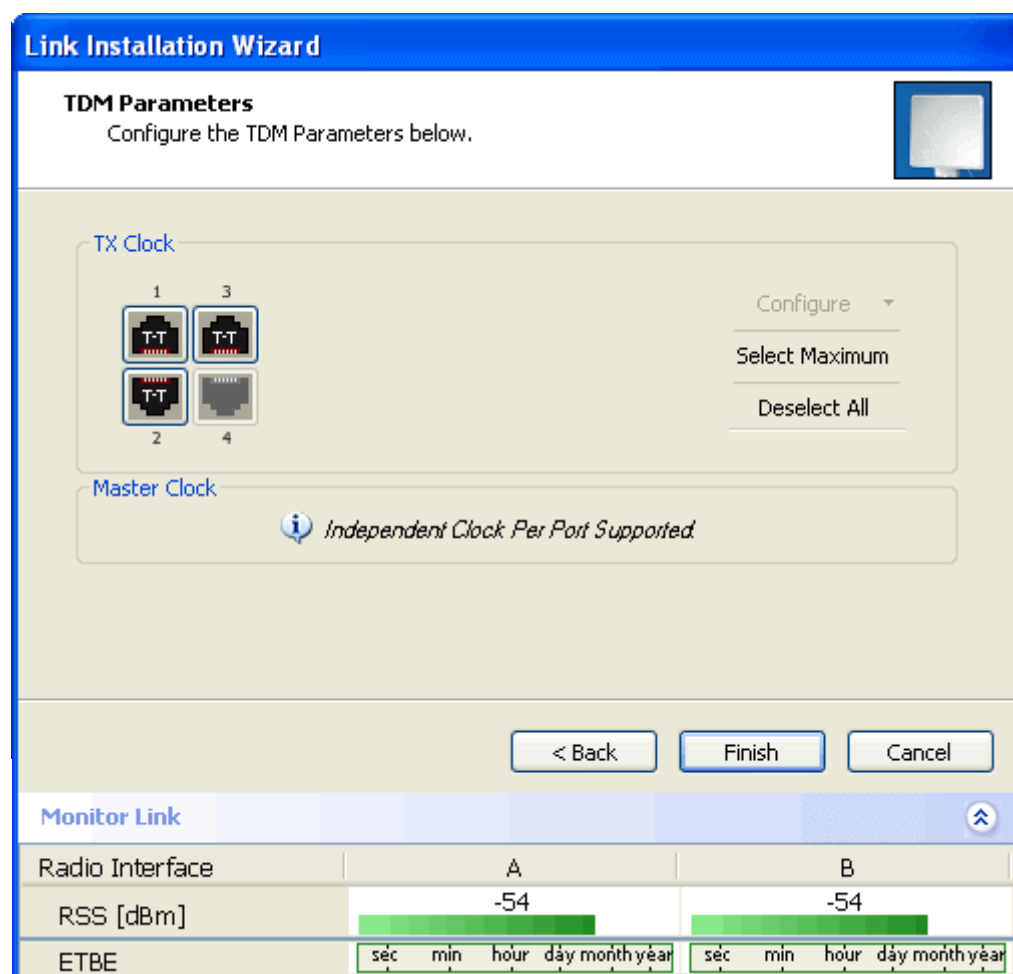 Link Installation Wizard
TDM Parameters
Configure the TDM Parameters below.
TX Clock
1 3
T-T T-T
T-T
2 4
Configure
Select Maximum
Deselect All
Master Clock
Independent Clock Per Port Supported.
< Back Finish Cancel
Monitor Link
Radio Interface A B
RSS [dBm] -54 -54
ETBE sec min hour day month year sec min hour day month year